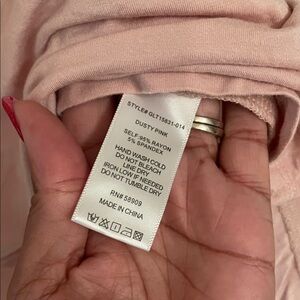 STYLE# GLT15831-014
DUSTY PINK
SELF:95% RAYON
5% SPANDEX
HAND WASH COLD
DO NOT BLEACH
LINE DRY
IRON LOW IF NEEDED
DO NOT TUMBLE DRY
RN# 58909
MADE IN CHINA